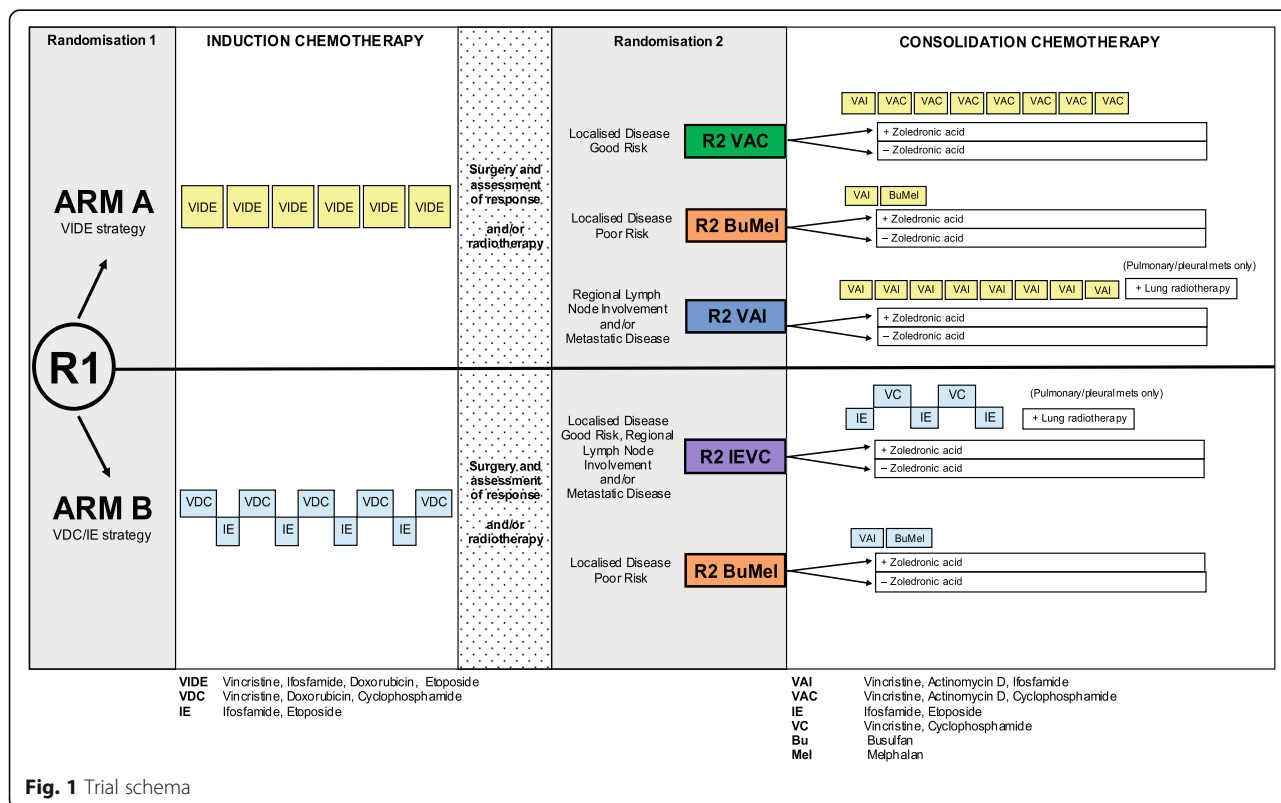 Randomisation 1
INDUCTION CHEMOTHERAPY
Randomisation 2
CONSOLIDATION CHEMOTHERAPY
ARM A
VIDE strategy
VIDE VIDE VIDE VIDE VIDE VIDE
Surgery and
assessment
of response
and/or
radiotherapy
Localised Disease
Good Risk
R2 VAC
VAI VAC VAC VAC VAC VAC VAC VAC
+ Zoledronic acid
– Zoledronic acid
Localised Disease
Poor Risk
R2 BuMel
VAI BuMel
+ Zoledronic acid
– Zoledronic acid
Regional Lymph
Node Involvement
and/or
Metastatic Disease
R2 VAI
(Pulmonary/pleural mets only)
VAI VAI VAI VAI VAI VAI VAI VAI + Lung radiotherapy
+ Zoledronic acid
– Zoledronic acid
R1
ARM B
VDC/IE strategy
VDC VDC VDC VDC VDC
IE IE IE IE
Surgery and
assessment
of response
and/or
radiotherapy
Localised Disease
Good Risk, Regional
Lymph Node
Involvement
and/or
Metastatic Disease
R2 IEVC
VC VC (Pulmonary/pleural mets only)
IE IE IE + Lung radiotherapy
+ Zoledronic acid
– Zoledronic acid
Localised Disease
Poor Risk
R2 BuMel
VAI BuMel
+ Zoledronic acid
– Zoledronic acid
VIDE Vincristine, Ifosfamide, Doxorubicin, Etoposide
VDC Vincristine, Doxorubicin, Cyclophosphamide
IE Ifosfamide, Etoposide
VAI Vincristine, Actinomycin D, Ifosfamide
VAC Vincristine, Actinomycin D, Cyclophosphamide
IE Ifosfamide, Etoposide
VC Vincristine, Cyclophosphamide
Bu Busulfan
Mel Melphalan
Fig. 1 Trial schema